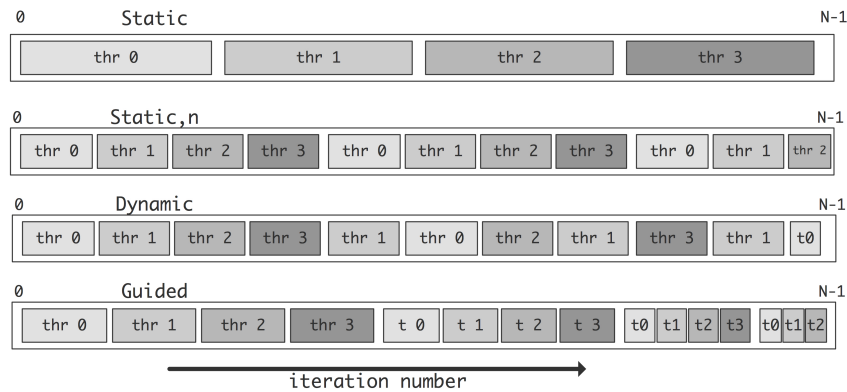 0 Static N-1
thr 0 thr 1 thr 2 thr 3
0 Static,n N-1
thr 0 thr 1 thr 2 thr 3 thr 0 thr 1 thr 2 thr 3 thr 0 thr 1 thr 2
0 Dynamic N-1
thr 0 thr 1 thr 2 thr 3 thr 1 thr 0 thr 2 thr 1 thr 3 thr 1 t0
0 Guided N-1
thr 0 thr 1 thr 2 thr 3 t 0 t 1 t 2 t 3 t0 t1 t2 t3 t0 t1 t2
iteration number